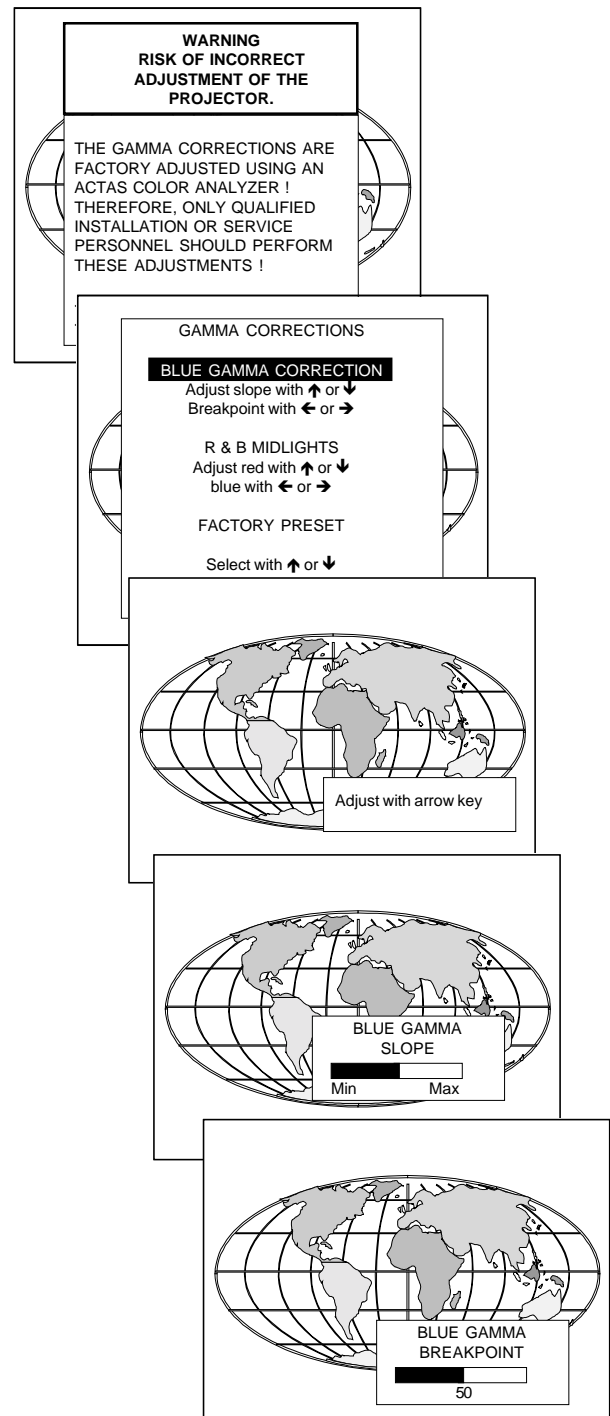 WARNING
RISK OF INCORRECT
ADJUSTMENT OF THE
PROJECTOR.
THE GAMMA CORRECTIONS ARE
FACTORY ADJUSTED USING AN
ACTAS COLOR ANALYZER !
THEREFORE, ONLY QUALIFIED
INSTALLATION OR SERVICE
PERSONNEL SHOULD PERFORM
THESE ADJUSTMENTS !
GAMMA CORRECTIONS
BLUE GAMMA CORRECTION
Adjust slope with ↑ or ↓
Breakpoint with ← or →
R & B MIDLIGHTS
Adjust red with ↑ or ↓
blue with ← or →
FACTORY PRESET
Select with ↑ or ↓
Adjust with arrow key
BLUE GAMMA
SLOPE
Min Max
BLUE GAMMA
BREAKPOINT
50